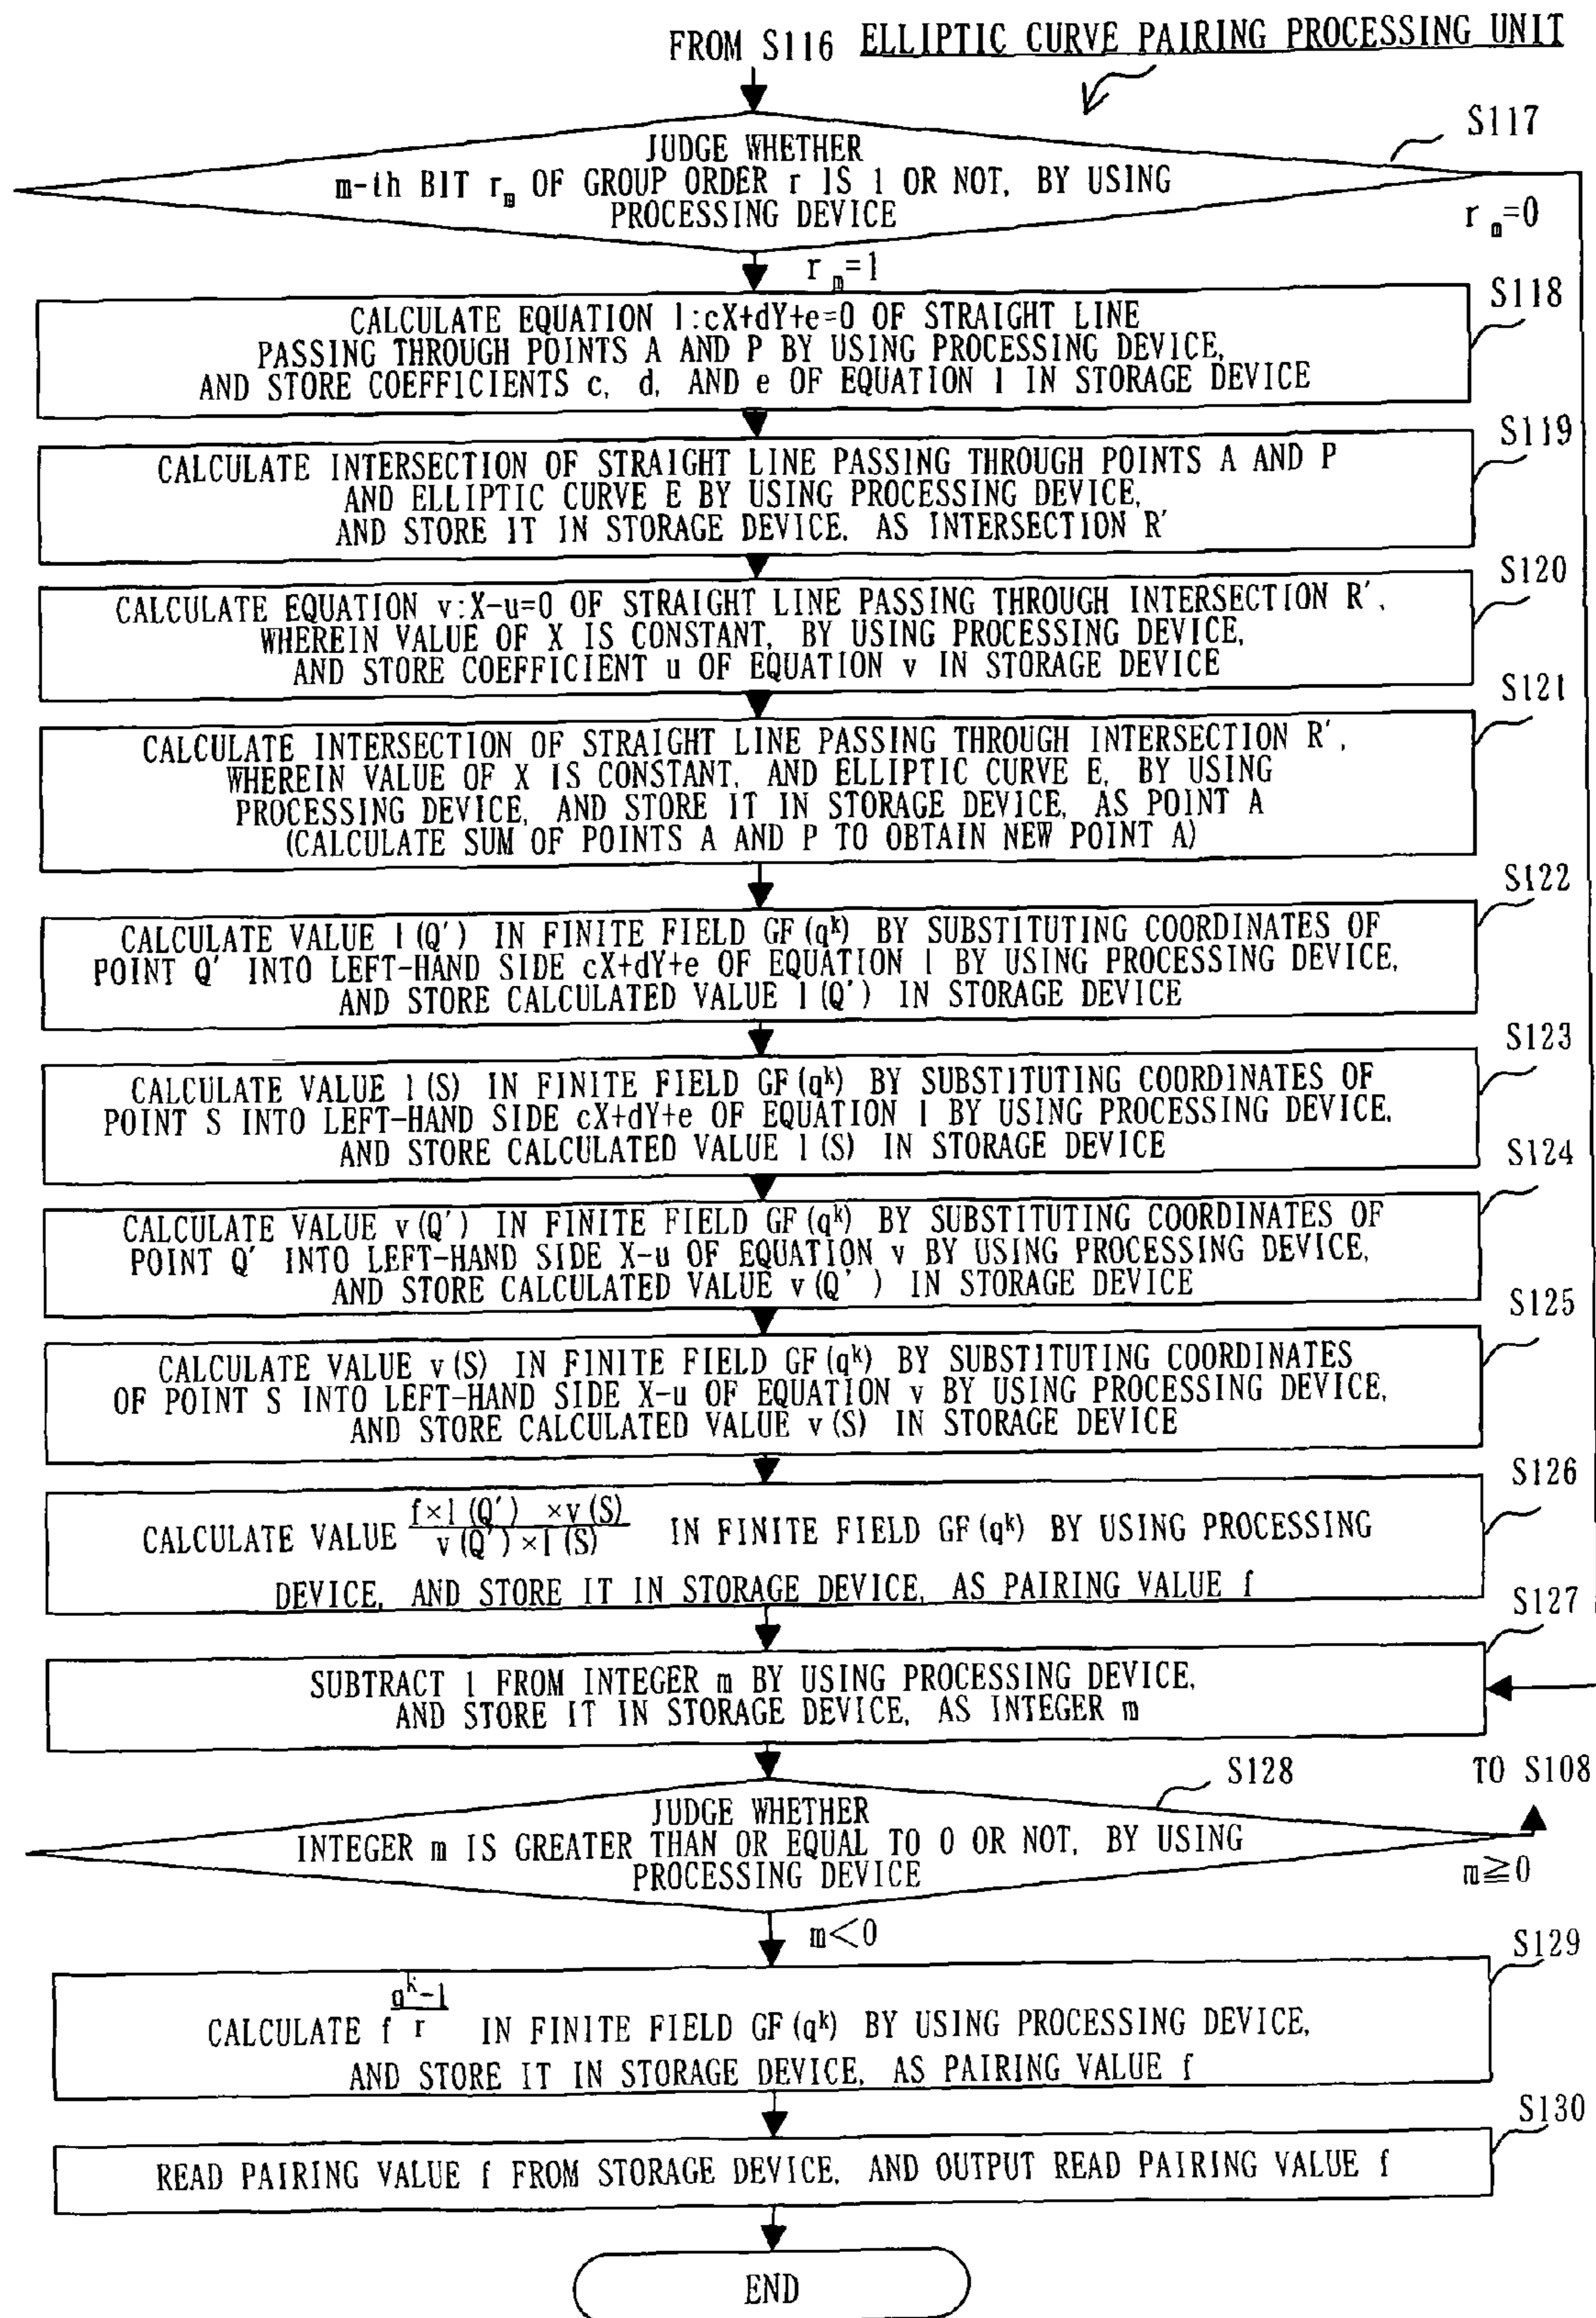 FROM S116 ELLIPTIC CURVE PAIRING PROCESSING UNIT
S117
JUDGE WHETHER
m-th BIT rₘ OF GROUP ORDER r IS 1 OR NOT, BY USING
PROCESSING DEVICE
rₘ=0
rₘ=1
S118
CALCULATE EQUATION l:cX+dY+e=0 OF STRAIGHT LINE
PASSING THROUGH POINTS A AND P BY USING PROCESSING DEVICE,
AND STORE COEFFICIENTS c, d, AND e OF EQUATION l IN STORAGE DEVICE
S119
CALCULATE INTERSECTION OF STRAIGHT LINE PASSING THROUGH POINTS A AND P
AND ELLIPTIC CURVE E BY USING PROCESSING DEVICE,
AND STORE IT IN STORAGE DEVICE, AS INTERSECTION R'
S120
CALCULATE EQUATION v:X-u=0 OF STRAIGHT LINE PASSING THROUGH INTERSECTION R',
WHEREIN VALUE OF X IS CONSTANT, BY USING PROCESSING DEVICE,
AND STORE COEFFICIENT u OF EQUATION v IN STORAGE DEVICE
S121
CALCULATE INTERSECTION OF STRAIGHT LINE PASSING THROUGH INTERSECTION R',
WHEREIN VALUE OF X IS CONSTANT, AND ELLIPTIC CURVE E, BY USING
PROCESSING DEVICE, AND STORE IT IN STORAGE DEVICE, AS POINT A
(CALCULATE SUM OF POINTS A AND P TO OBTAIN NEW POINT A)
S122
CALCULATE VALUE l(Q') IN FINITE FIELD GF(qᵏ) BY SUBSTITUTING COORDINATES OF
POINT Q' INTO LEFT-HAND SIDE cX+dY+e OF EQUATION l BY USING PROCESSING DEVICE,
AND STORE CALCULATED VALUE l(Q') IN STORAGE DEVICE
S123
CALCULATE VALUE l(S) IN FINITE FIELD GF(qᵏ) BY SUBSTITUTING COORDINATES OF
POINT S INTO LEFT-HAND SIDE cX+dY+e OF EQUATION l BY USING PROCESSING DEVICE,
AND STORE CALCULATED VALUE l(S) IN STORAGE DEVICE
S124
CALCULATE VALUE v(Q') IN FINITE FIELD GF(qᵏ) BY SUBSTITUTING COORDINATES OF
POINT Q' INTO LEFT-HAND SIDE X-u OF EQUATION v BY USING PROCESSING DEVICE,
AND STORE CALCULATED VALUE v(Q') IN STORAGE DEVICE
S125
CALCULATE VALUE v(S) IN FINITE FIELD GF(qᵏ) BY SUBSTITUTING COORDINATES
OF POINT S INTO LEFT-HAND SIDE X-u OF EQUATION v BY USING PROCESSING DEVICE,
AND STORE CALCULATED VALUE v(S) IN STORAGE DEVICE
S126
f×l(Q')×v(S)
CALCULATE VALUE IN FINITE FIELD GF(qᵏ) BY USING PROCESSING
v(Q')×l(S)
DEVICE, AND STORE IT IN STORAGE DEVICE, AS PAIRING VALUE f
S127
SUBTRACT 1 FROM INTEGER m BY USING PROCESSING DEVICE,
AND STORE IT IN STORAGE DEVICE, AS INTEGER m
S128
TO S108
JUDGE WHETHER
INTEGER m IS GREATER THAN OR EQUAL TO 0 OR NOT, BY USING
PROCESSING DEVICE
m≧0
m<0
S129
qᵏ-1
CALCULATE f r IN FINITE FIELD GF(qᵏ) BY USING PROCESSING DEVICE,
AND STORE IT IN STORAGE DEVICE, AS PAIRING VALUE f
S130
READ PAIRING VALUE f FROM STORAGE DEVICE, AND OUTPUT READ PAIRING VALUE f
END